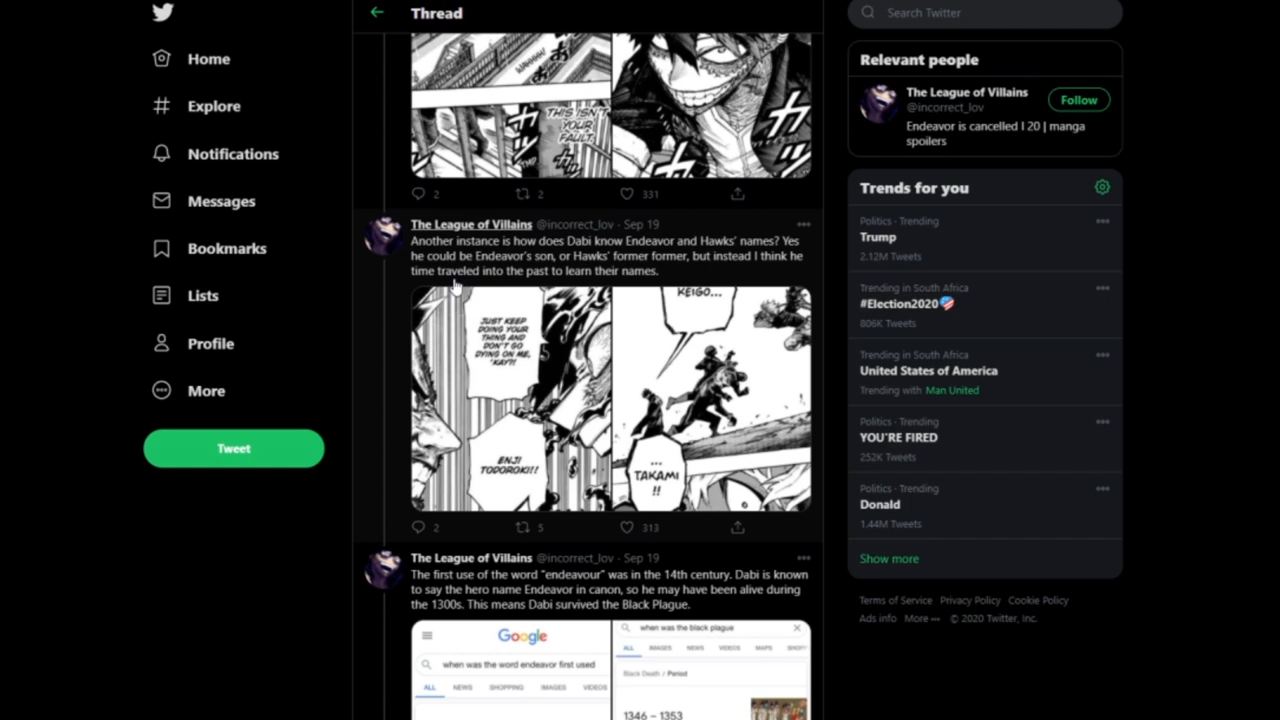 Home
Explore
Notifications
Messages
Bookmarks
Lists
Profile
More
Tweet
Thread
THIS ISN'T
YOUR
FAULT.
2
2
331
The League of Villains @incorrect_lov · Sep 19
Another instance is how does Dabi know Endeavor and Hawks' names? Yes
he could be Endeavor's son, or Hawks' former former, but instead I think he
time traveled into the past to learn their names.
JUST KEEP
DOING YOUR
THING AND
DON'T GO
DYING ON ME,
'KAY?!
ENJI
TODOROKI!!
KEIGO...
...
TAKAMI
!!
2
5
313
The League of Villains @incorrect_lov · Sep 19
The first use of the word "endeavour" was in the 14th century. Dabi is known
to say the hero name Endeavor in canon, so he may have been alive during
the 1300s. This means Dabi survived the Black Plague.
Google
when was the word endeavor first used
ALL NEWS SHOPPING IMAGES VIDEOS
when was the black plague
ALL IMAGES NEWS VIDEOS MAPS
Black Death / Period
1346 – 1353
Search Twitter
Relevant people
The League of Villains
@incorrect_lov
Follow
Endeavor is cancelled I 20 | manga
spoilers
Trends for you
Politics · Trending
Trump
2.12M Tweets
Trending in South Africa
#Election2020
806K Tweets
Trending in South Africa
United States of America
Trending with Man United
Politics · Trending
YOU'RE FIRED
252K Tweets
Politics · Trending
Donald
1.44M Tweets
Show more
Terms of Service Privacy Policy Cookie Policy
Ads info More ··· © 2020 Twitter, Inc.